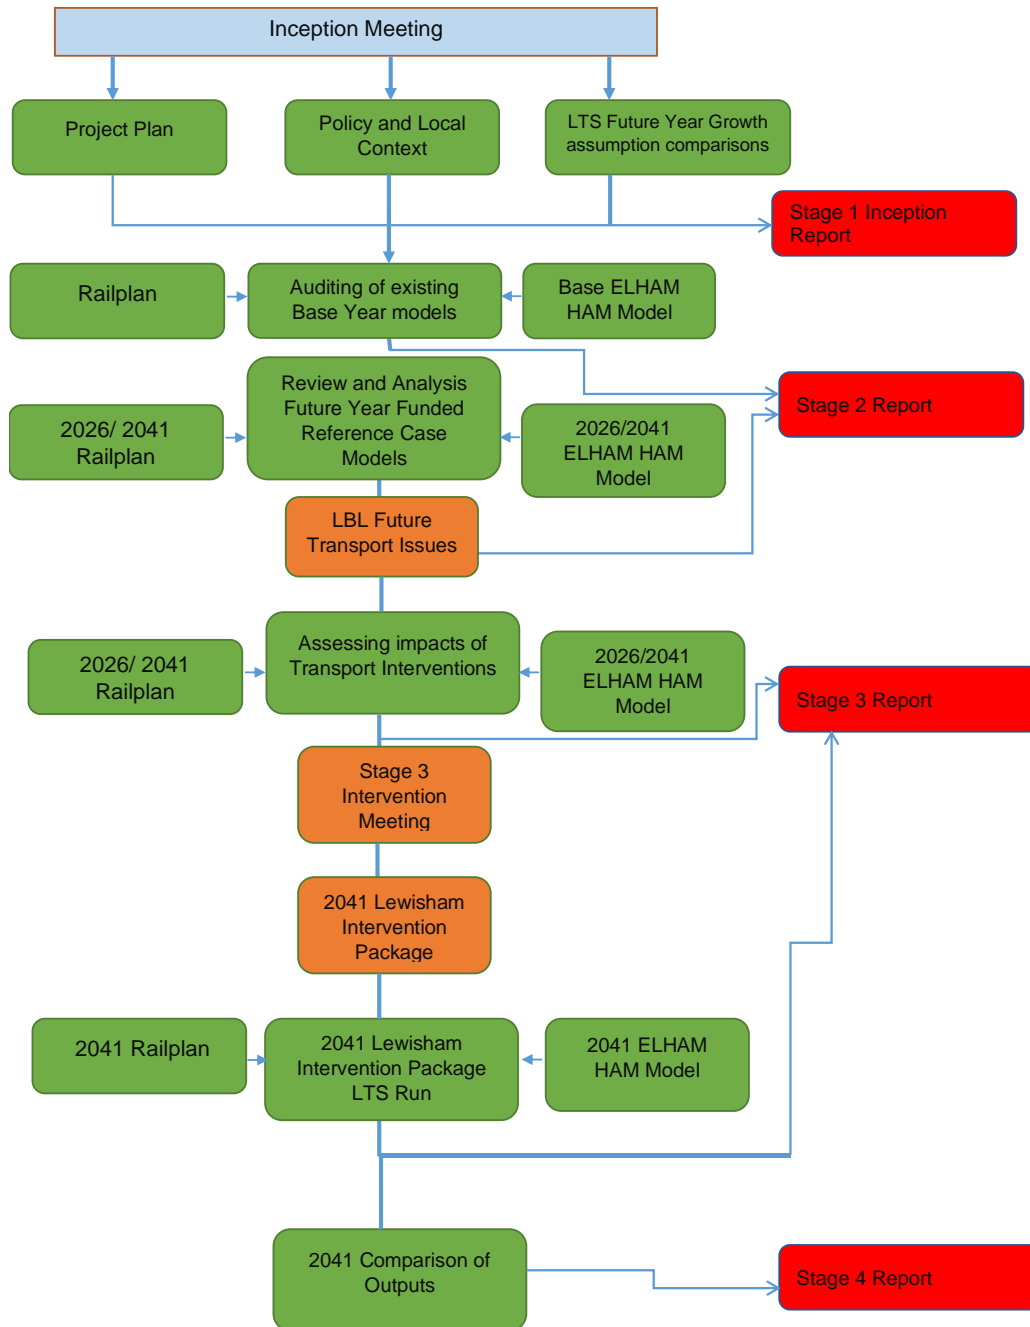 Inception Meeting
Project Plan
Policy and Local
Context
LTS Future Year Growth
assumption comparisons
Stage 1 Inception
Report
Railplan
Auditing of existing
Base Year models
Base ELHAM
HAM Model
Review and Analysis
Future Year Funded
Reference Case
Models
Stage 2 Report
2026/ 2041
Railplan
2026/2041
ELHAM HAM
Model
LBL Future
Transport Issues
Assessing impacts of
Transport Interventions
2026/ 2041
Railplan
2026/2041
ELHAM HAM
Model
Stage 3 Report
Stage 3
Intervention
Meeting
2041 Lewisham
Intervention
Package
2041 Railplan
2041 Lewisham
Intervention Package
LTS Run
2041 ELHAM
HAM Model
2041 Comparison of
Outputs
Stage 4 Report